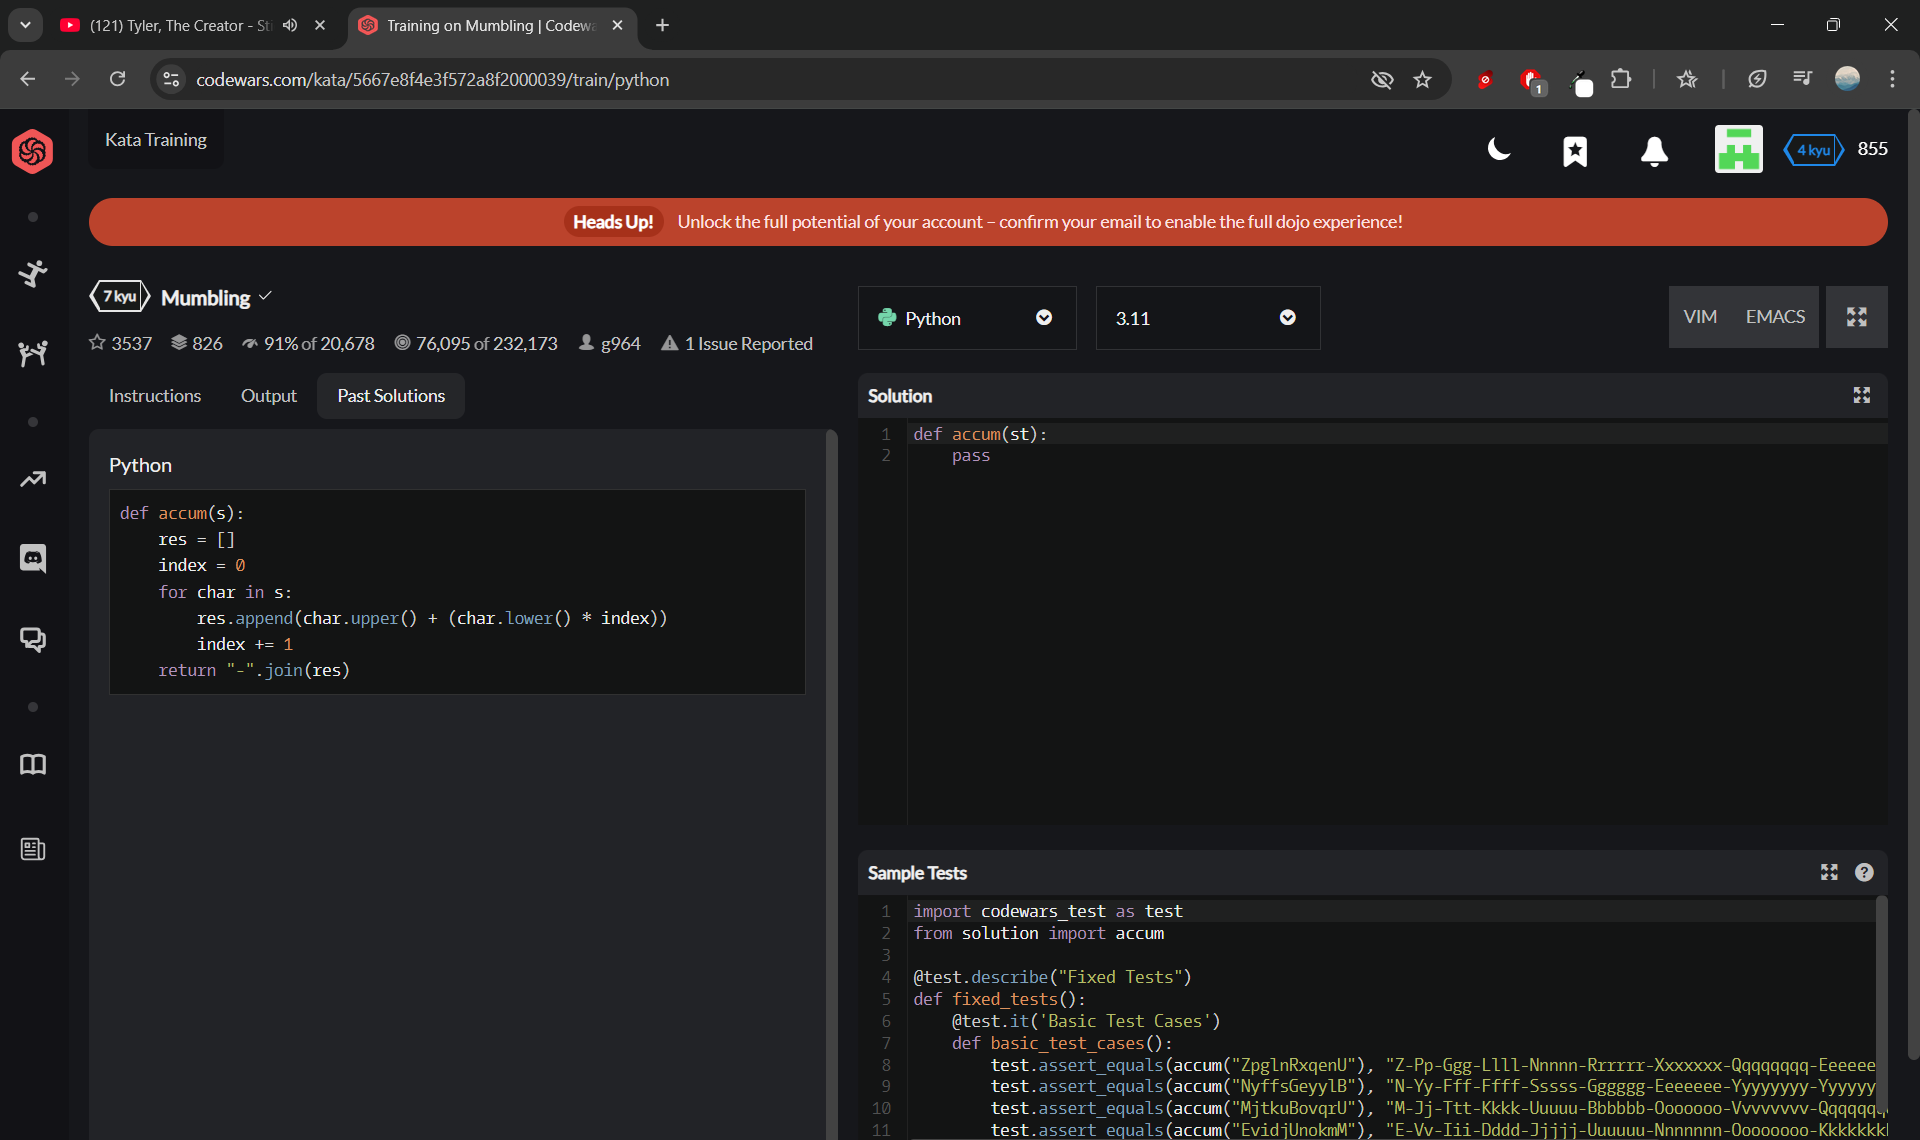 (121) Tyler, The Creator - St
Training on Mumbling | Codewa
codewars.com/kata/5667e8f4e3f572a8f2000039/train/python
1
Kata Training
4 kyu
855
Heads Up! Unlock the full potential of your account – confirm your email to enable the full dojo experience!
7 kyu
Mumbling
3537
826
91% of 20,678
76,095 of 232,173
g964
1 Issue Reported
Python
3.11
VIM
EMACS
Instructions
Output
Past Solutions
Python
def accum(s):
    res = []
    index = 0
    for char in s:
        res.append(char.upper() + (char.lower() * index))
        index += 1
    return "-".join(res)
Solution
1 def accum(st):
2     pass
Sample Tests
?
1 import codewars_test as test
2 from solution import accum
3
4 @test.describe("Fixed Tests")
5 def fixed_tests():
6     @test.it('Basic Test Cases')
7     def basic_test_cases():
8         test.assert_equals(accum("ZpglnRxqenU"), "Z-Pp-Ggg-Llll-Nnnnn-Rrrrrr-Xxxxxxx-Qqqqqqqq-Eeeeee
9         test.assert_equals(accum("NyffsGeyylB"), "N-Yy-Fff-Ffff-Sssss-Gggggg-Eeeeeee-Yyyyyyyy-Yyyyyy
10         test.assert_equals(accum("MjtkuBovqrU"), "M-Jj-Ttt-Kkkk-Uuuuu-Bbbbbb-Ooooooo-Vvvvvvvv-Qqqqqq
11         test.assert_equals(accum("EvidjUnokmM"), "E-Vv-Iii-Dddd-Jjjjj-Uuuuuu-Nnnnnnn-Oooooooo-Kkkkkkk